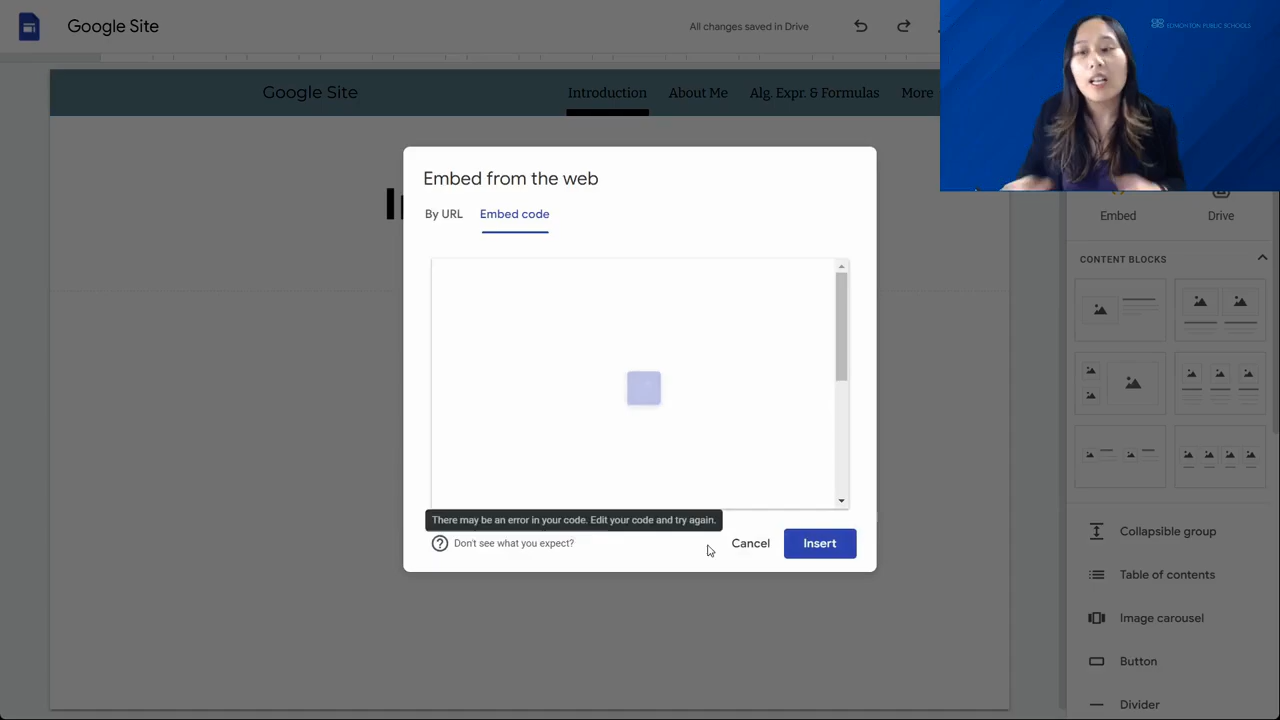 Google Site
All changes saved in Drive
EDMONTON PUBLIC SCHOOLS
Google Site
Introduction
About Me
Alg. Expr. & Formulas
More
Embed from the web
By URL
Embed code
There may be an error in your code. Edit your code and try again.
Don't see what you expect?
Cancel
Insert
Embed
Drive
CONTENT BLOCKS
Collapsible group
Table of contents
Image carousel
Button
Divider